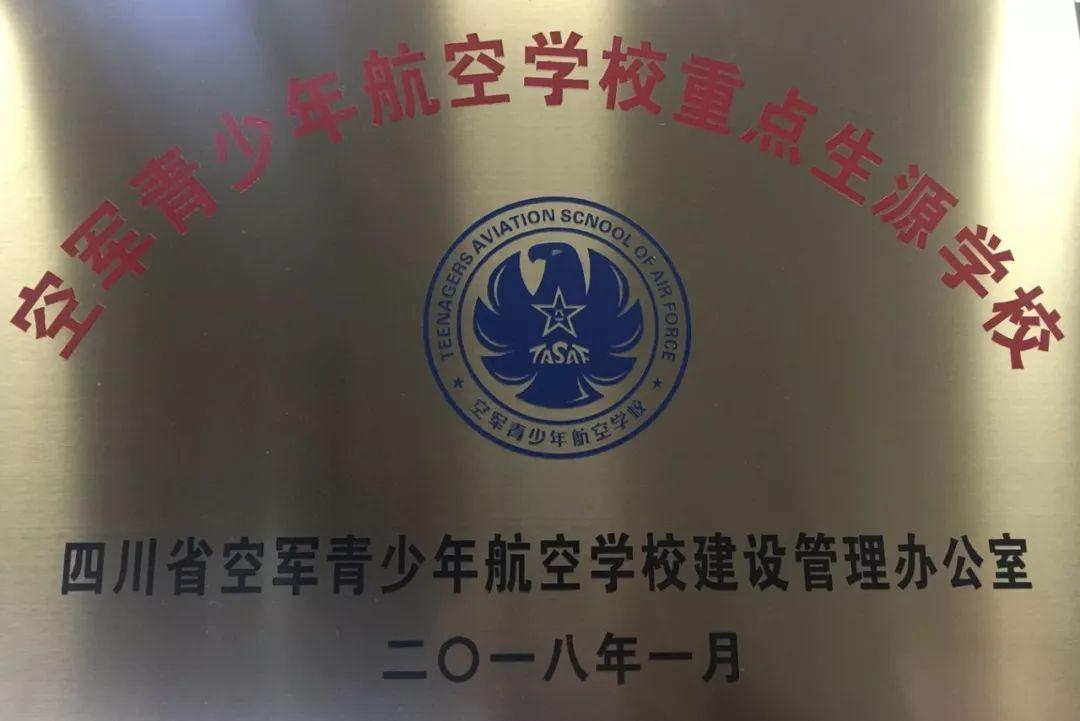 空军青少年航空学校重点生源学校
TEENAGERS AVIATION SCNOOL OF AIR FORCE
TASAF
空军青少年航空学校
四川省空军青少年航空学校建设管理办公室
二〇一八年一月